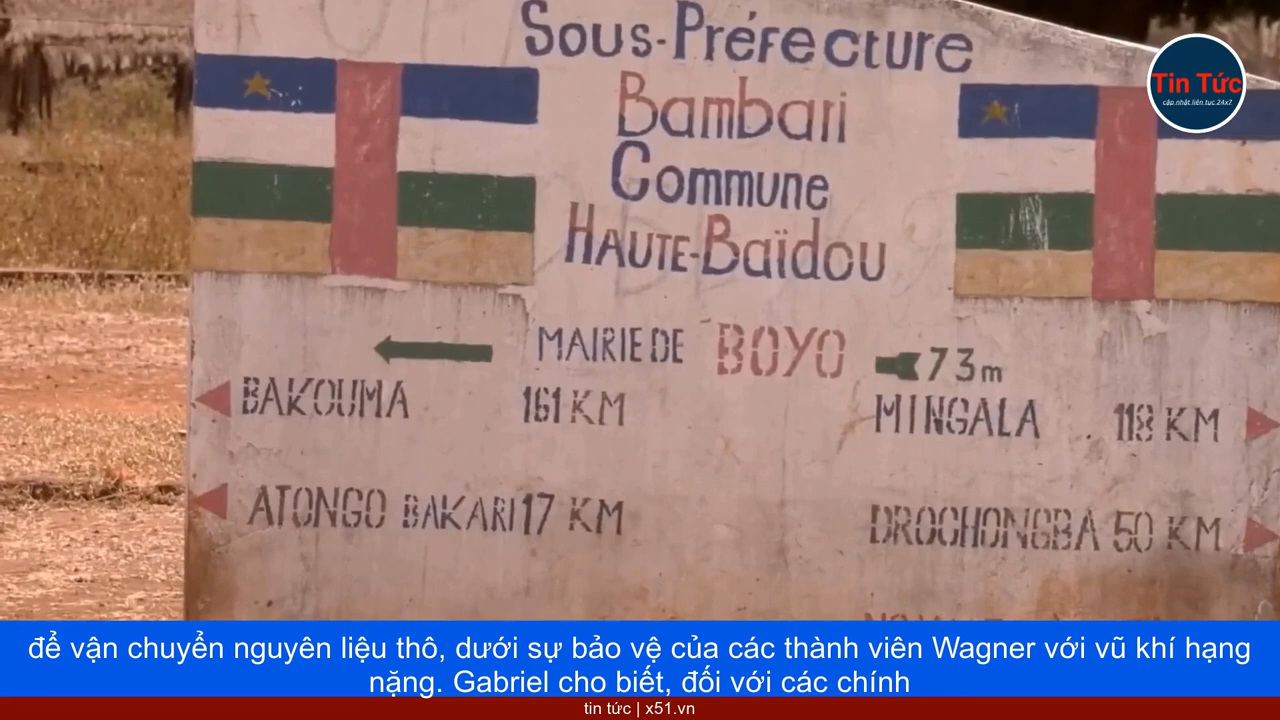 Sous-Préfecture
Bambari
Commune
HAUTE-Baïdou
MAIRIE DE BOYO 73m
BAKOUMA 161 KM
MINGALA 118 KM
ATONGO BAKARI 17 KM
DROCHONGBA 50 KM
Tin Tức
cập nhật liên tục 24x7
để vận chuyển nguyên liệu thô, dưới sự bảo vệ của các thành viên Wagner với vũ khí hạng
nặng. Gabriel cho biết, đối với các chính
tin tức | x51.vn